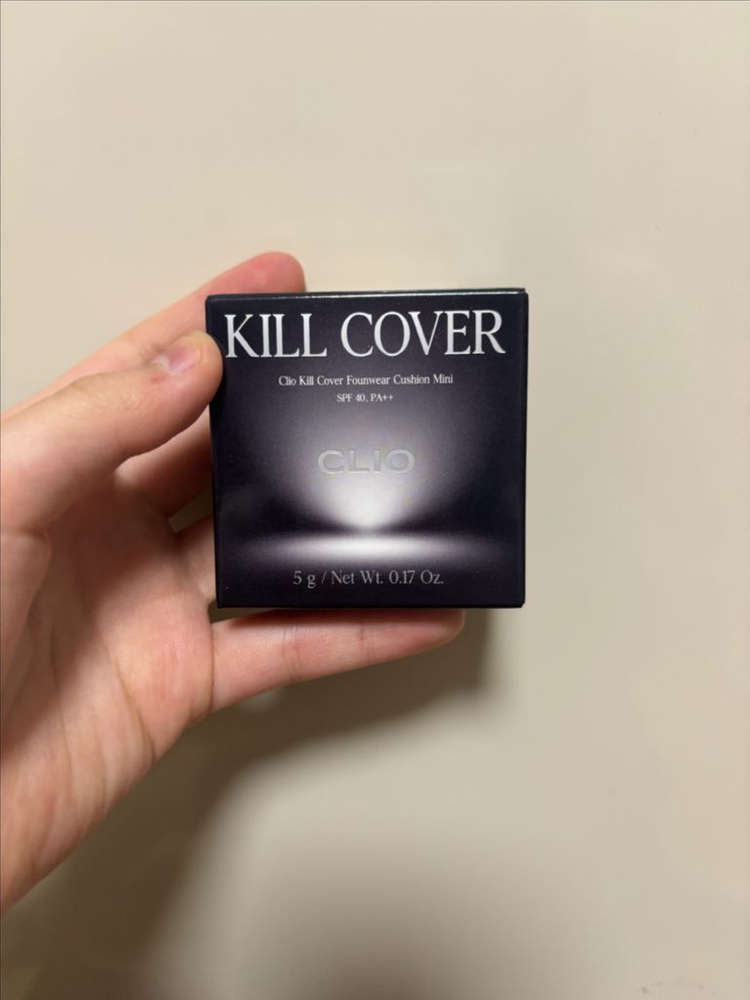 KILL COVER
Clio Kill Cover Founwear Cushion Mini
SPF 40, PA++
CLIO
5 g / Net Wt. 0.17 Oz.